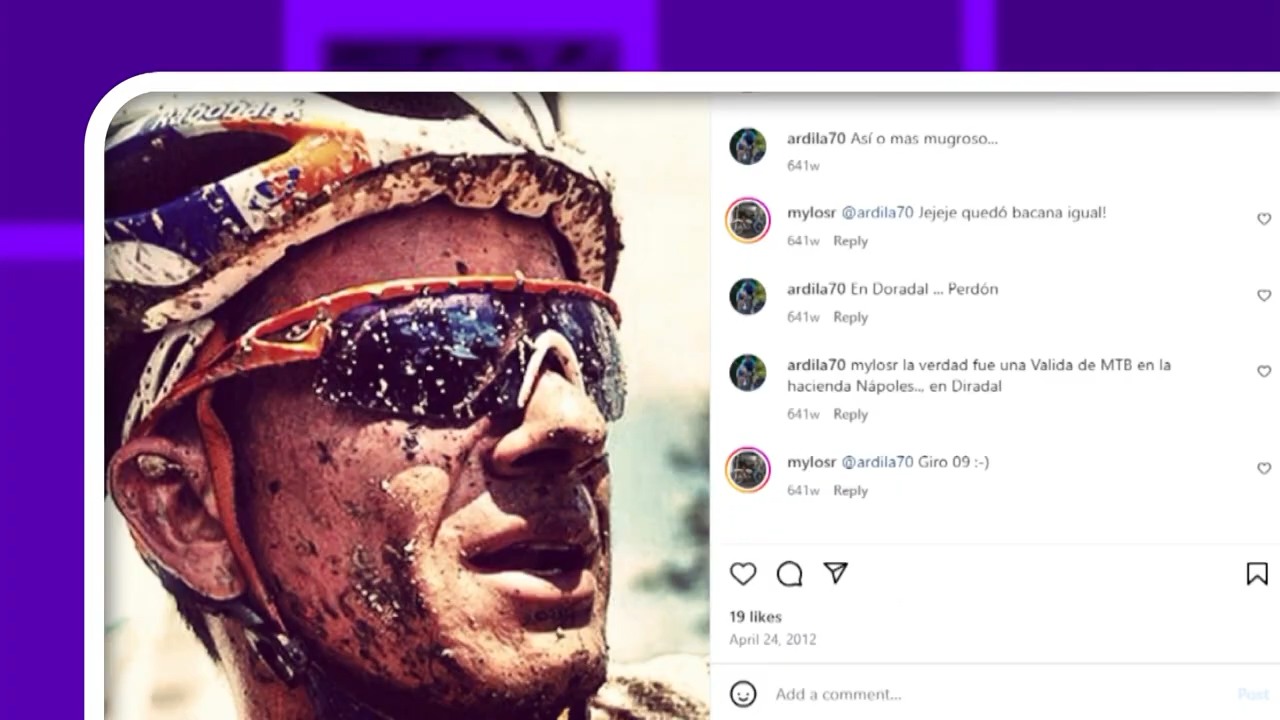 Rabobank
ardila70 Así o mas mugroso...
641w
mylosr @ardila70 Jejeje quedó bacana igual!
641w Reply
ardila70 En Doradal ... Perdón
641w Reply
ardila70 mylosr la verdad fue una Valida de MTB en la
hacienda Nápoles... en Diradal
641w Reply
mylosr @ardila70 Giro 09 :-)
641w Reply
19 likes
April 24, 2012
Add a comment...
Post